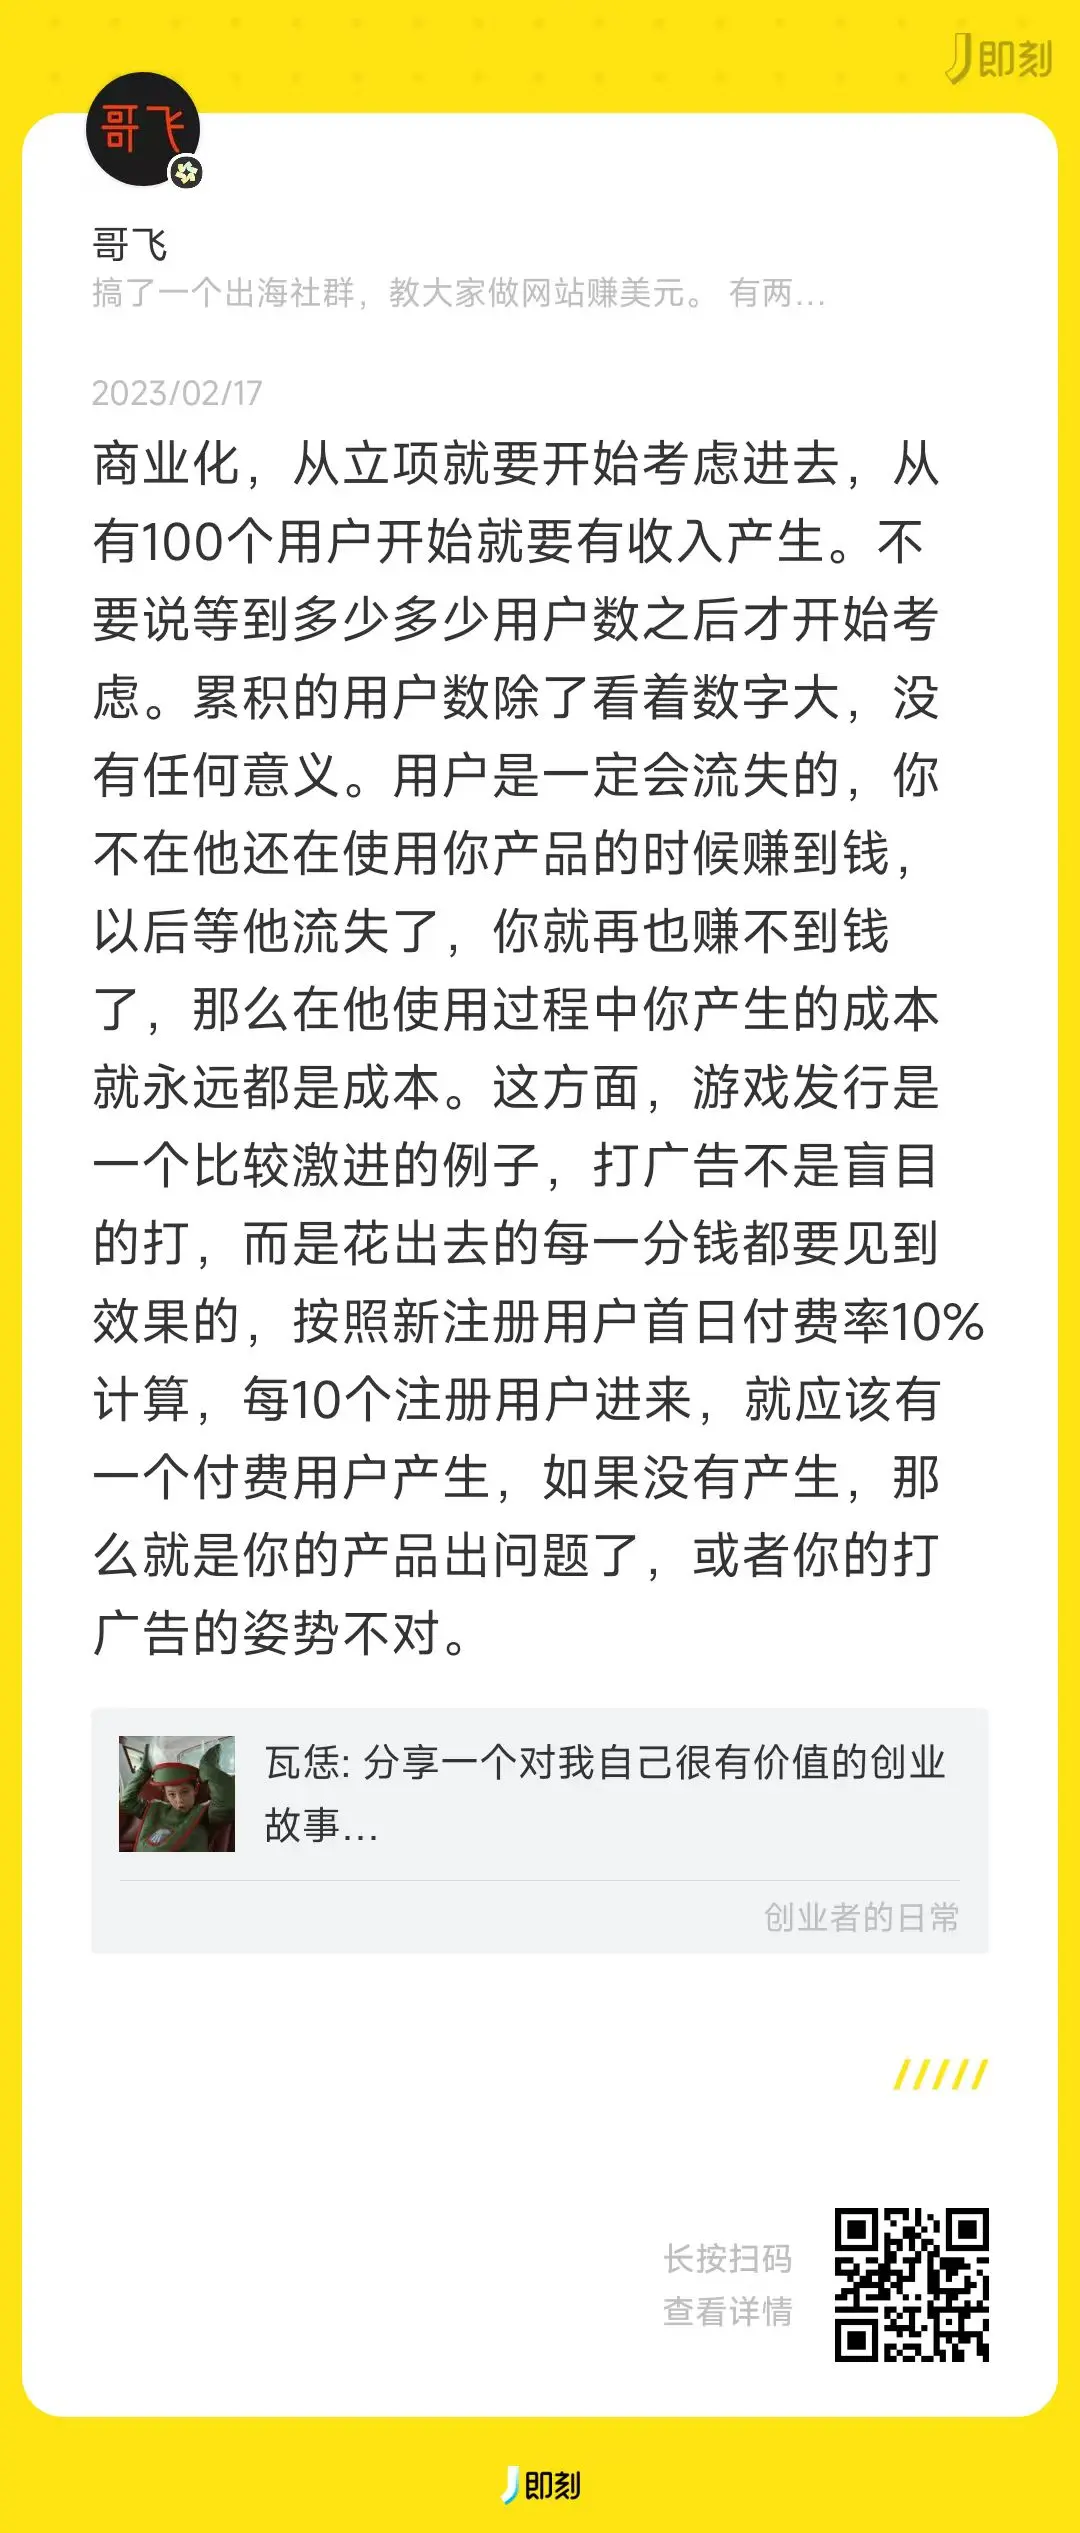 即刻
哥飞
哥飞
搞了一个出海社群，教大家做网站赚美元。 有两...
2023/02/17
商业化，从立项就要开始考虑进去，从
有100个用户开始就要有收入产生。不
要说等到多少多少用户数之后才开始考
虑。累积的用户数除了看着数字大，没
有任何意义。用户是一定会流失的，你
不在他还在使用你产品的时候赚到钱，
以后等他流失了，你就再也赚不到钱
了，那么在他使用过程中你产生的成本
就永远都是成本。这方面，游戏发行是
一个比较激进的例子，打广告不是盲目
的打，而是花出去的每一分钱都要见到
效果的，按照新注册用户首日付费率10%
计算，每10个注册用户进来，就应该有
一个付费用户产生，如果没有产生，那
么就是你的产品出问题了，或者你的打
广告的姿势不对。
瓦恁: 分享一个对我自己很有价值的创业
故事...
创业者的日常
长按扫码
查看详情
即刻